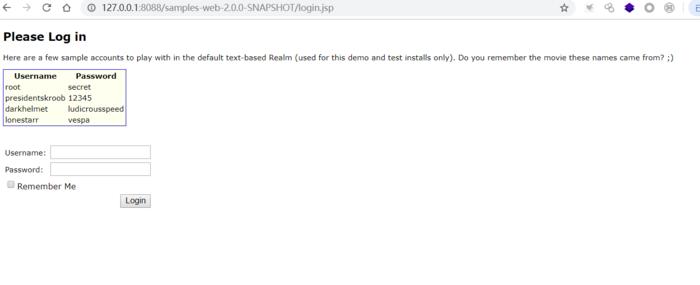 127.0.0.1:8088/samples-web-2.0.0-SNAPSHOT/login.jsp
Please Log in
Here are a few sample accounts to play with in the default text-based Realm (used for this demo and test installs only). Do you remember the movie these names came from? ;)
Username Password
root secret
presidentskroob 12345
darkhelmet ludicrousspeed
lonestarr vespa
Username:
Password:
Remember Me
Login